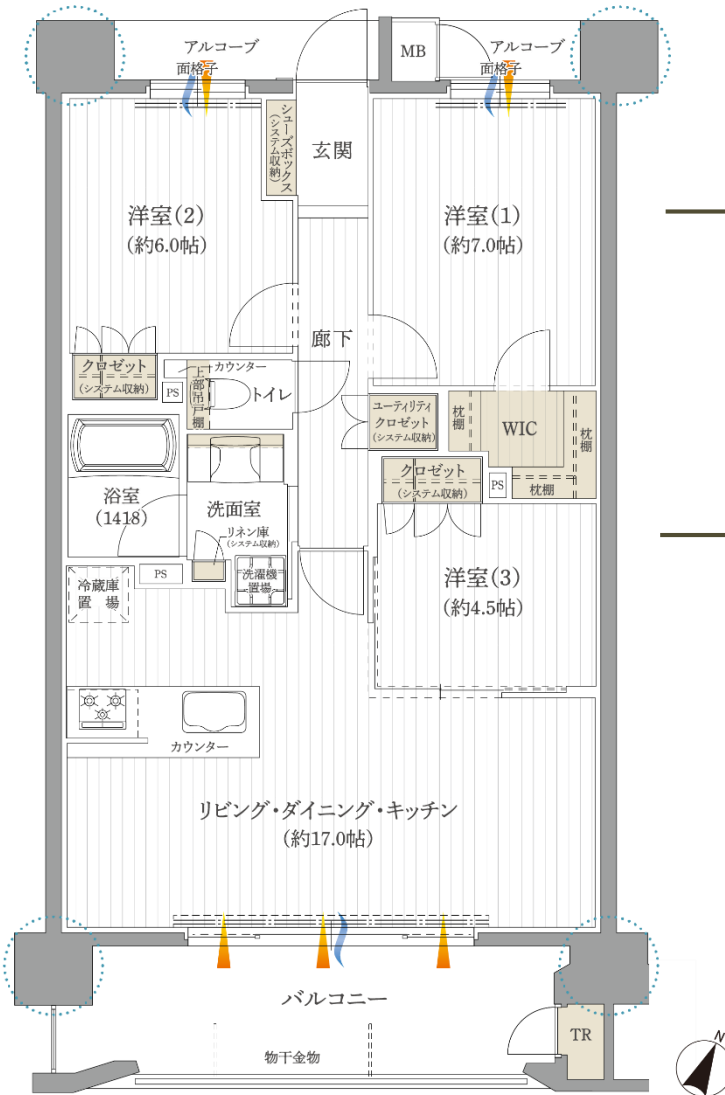 アルコーブ
面格子
MB
アルコーブ
面格子
シューズボックス
(システム収納)
玄関
洋室(2)
(約6.0帖)
洋室(1)
(約7.0帖)
廊下
クロゼット
(システム収納)
PS
上部吊戸棚
カウンター
トイレ
ユーティリティ
クロゼット
(システム収納)
枕棚
WIC
枕棚
枕棚
クロゼット
(システム収納)
PS
浴室
(1418)
洗面室
リネン庫
(システム収納)
PS
洗濯機
置場
冷蔵庫
置場
洋室(3)
(約4.5帖)
カウンター
リビング・ダイニング・キッチン
(約17.0帖)
バルコニー
物干金物
TR
N